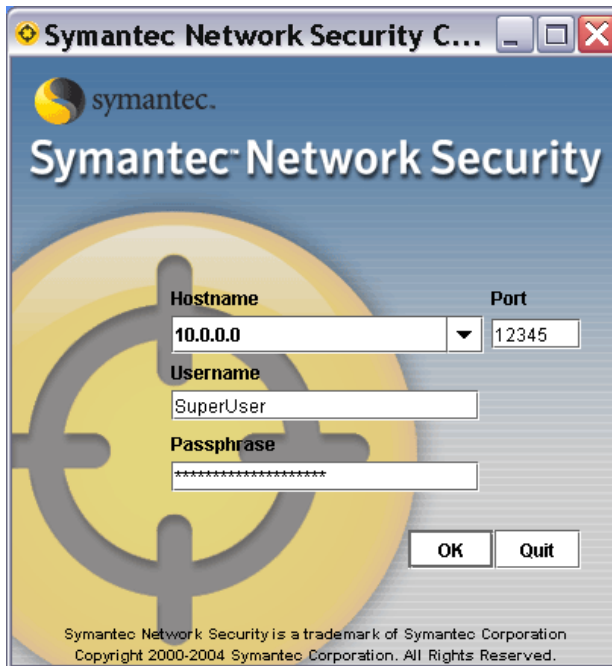 Symantec Network Security C...
symantec.
Symantec™ Network Security
Hostname Port
10.0.0.0 12345
Username
SuperUser
Passphrase
********************
OK Quit
Symantec Network Security is a trademark of Symantec Corporation
Copyright 2000-2004 Symantec Corporation. All Rights Reserved.